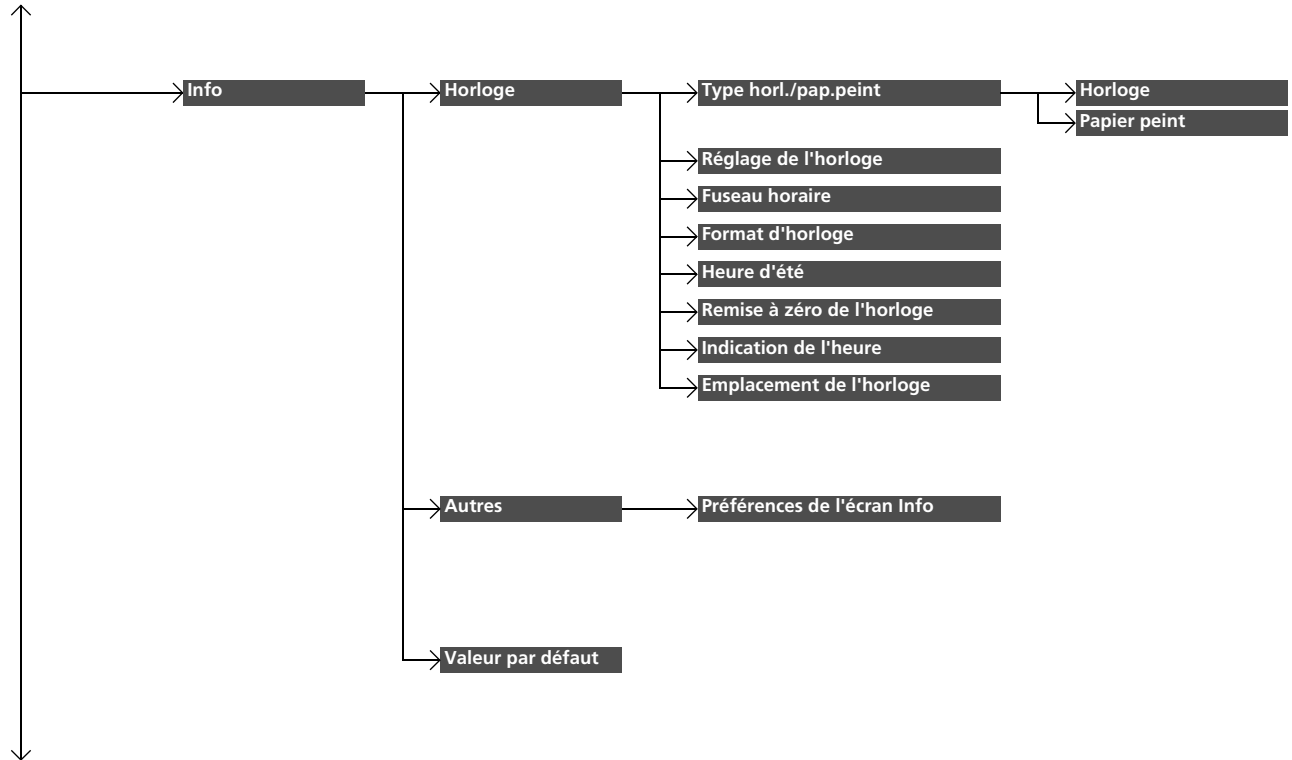 Info
Horloge
Type horl./pap.peint
Horloge
Papier peint
Réglage de l'horloge
Fuseau horaire
Format d'horloge
Heure d'été
Remise à zéro de l'horloge
Indication de l'heure
Emplacement de l'horloge
Autres
Préférences de l'écran Info
Valeur par défaut